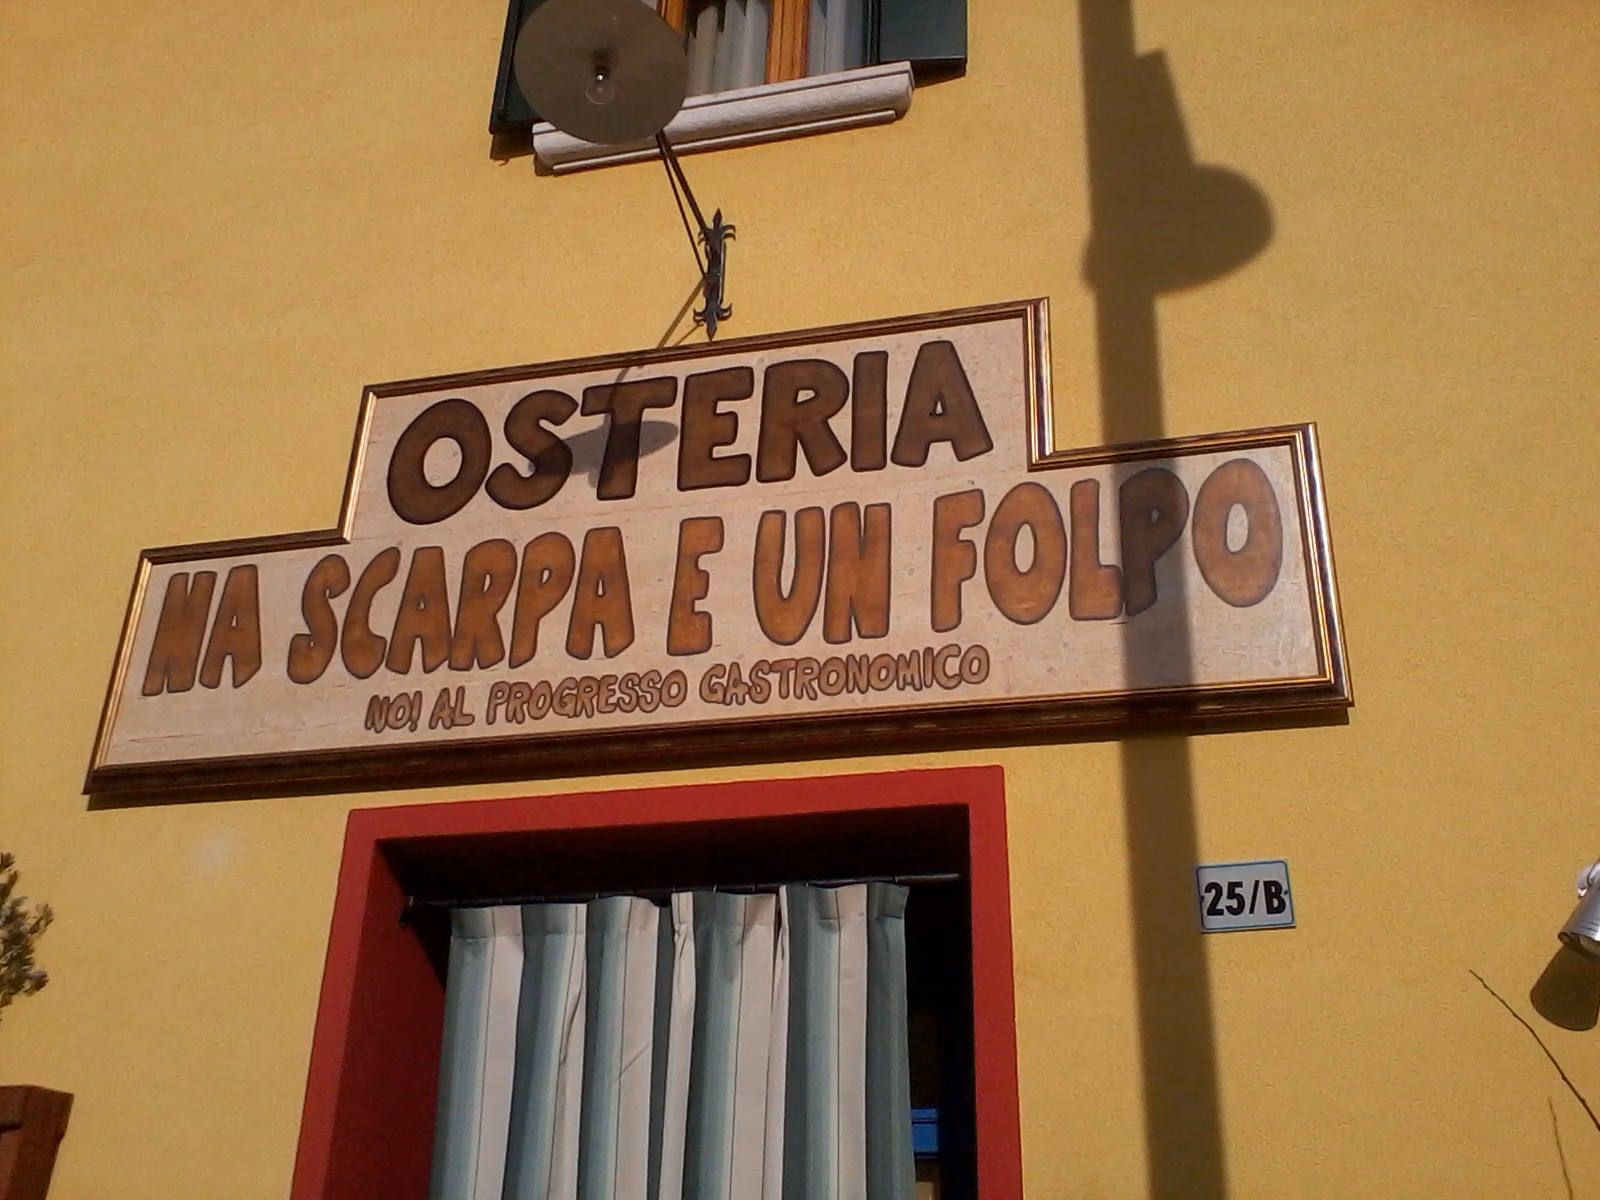 OSTERIA
NA SCARPA E UN FOLPO
NO! AL PROGRESSO GASTRONOMICO
25/B